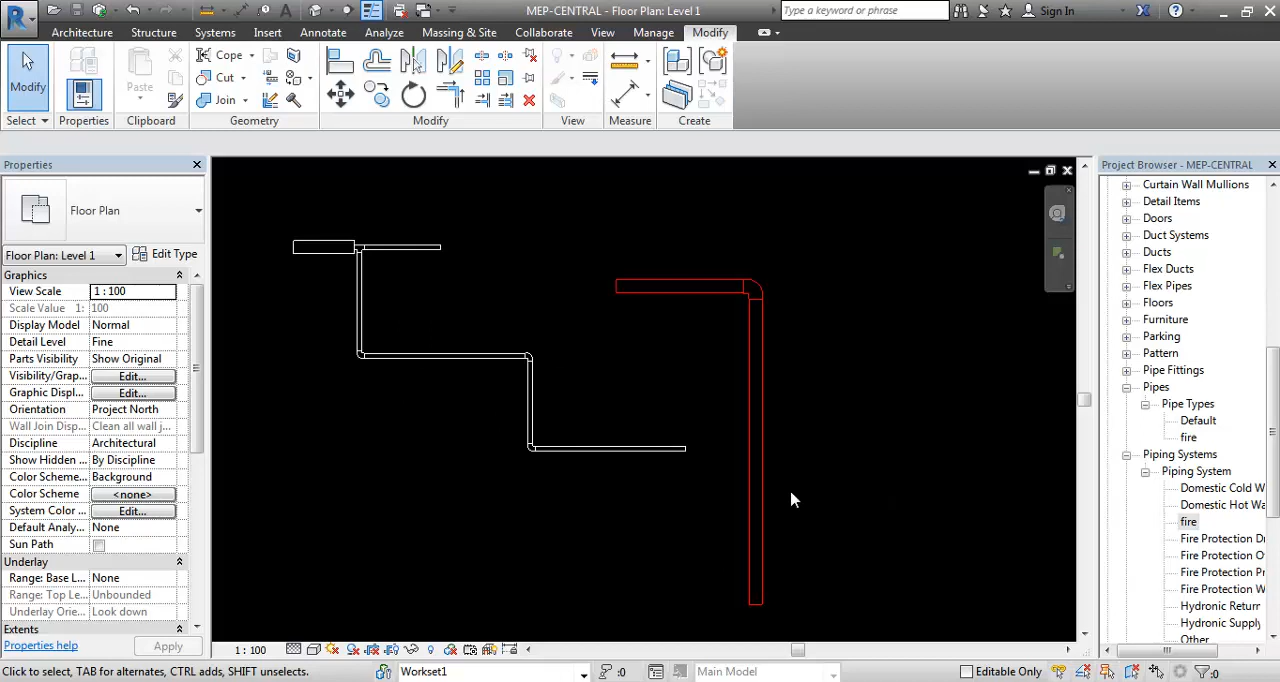 MEP-CENTRAL - Floor Plan: Level 1
Type a keyword or phrase
Sign In
Architecture Structure Systems Insert Annotate Analyze Massing & Site Collaborate View Manage Modify
Modify
Paste
Cope
Cut
Join
Select Properties Clipboard Geometry Modify View Measure Create
Properties
Floor Plan
Floor Plan: Level 1 Edit Type
Graphics
View Scale 1 : 100
Scale Value 1: 100
Display Model Normal
Detail Level Fine
Parts Visibility Show Original
Visibility/Grap... Edit...
Graphic Displ... Edit...
Orientation Project North
Wall Join Disp... Clean all wall j...
Discipline Architectural
Show Hidden ... By Discipline
Color Scheme... Background
Color Scheme <none>
System Color ... Edit...
Default Analy... None
Sun Path
Underlay
Range: Base L... None
Range: Top Le... Unbounded
Underlay Orie... Look down
Extents
Properties help Apply
Project Browser - MEP-CENTRAL
Curtain Wall Mullions
Detail Items
Doors
Duct Systems
Ducts
Flex Ducts
Flex Pipes
Floors
Furniture
Parking
Pattern
Pipe Fittings
Pipes
Pipe Types
Default
fire
Piping Systems
Piping System
Domestic Cold W
Domestic Hot Wa
fire
Fire Protection Dr
Fire Protection O
Fire Protection Pr
Fire Protection W
Hydronic Return
Hydronic Supply
Other
1 : 100
Click to select, TAB for alternates, CTRL adds, SHIFT unselects.
Workset1
:0
Main Model
Editable Only
:0